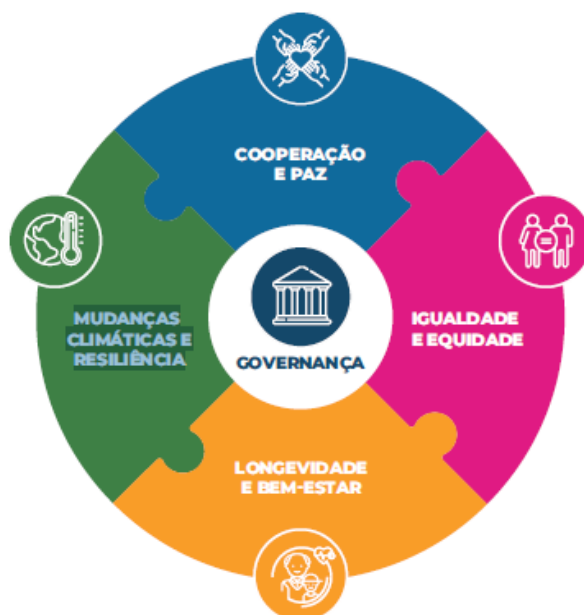 COOPERAÇÃO
E PAZ
MUDANÇAS
CLIMÁTICAS E
RESILIÊNCIA
GOVERNANÇA
IGUALDADE
E EQUIDADE
LONGEVIDADE
E BEM-ESTAR